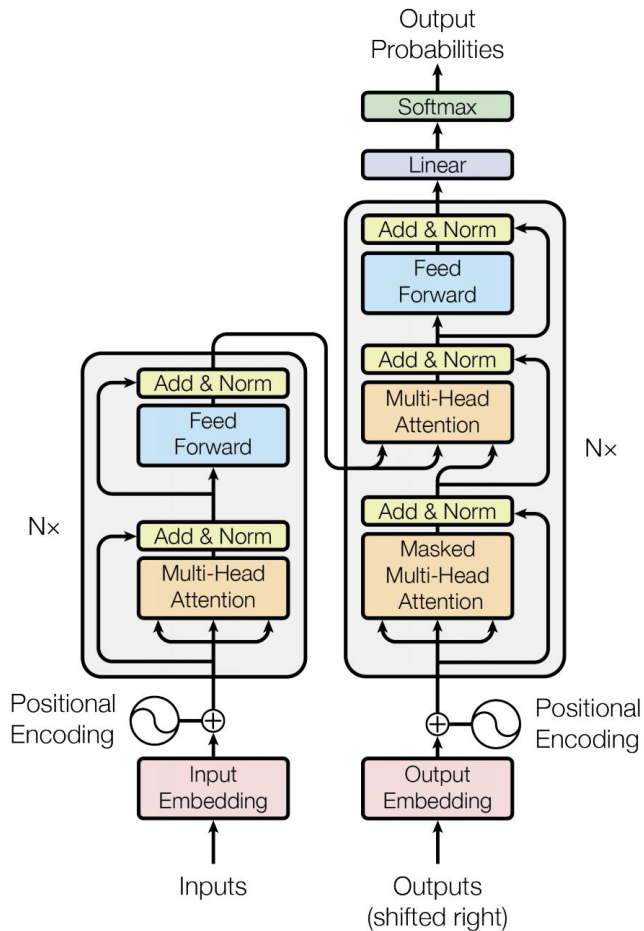 Output
Probabilities
Softmax
Linear
Add & Norm
Feed
Forward
Add & Norm
Multi-Head
Attention
Add & Norm
Masked
Multi-Head
Attention
N×
Add & Norm
Feed
Forward
Add & Norm
Multi-Head
Attention
N×
Positional
Encoding
Positional
Encoding
Input
Embedding
Output
Embedding
Inputs
Outputs
(shifted right)